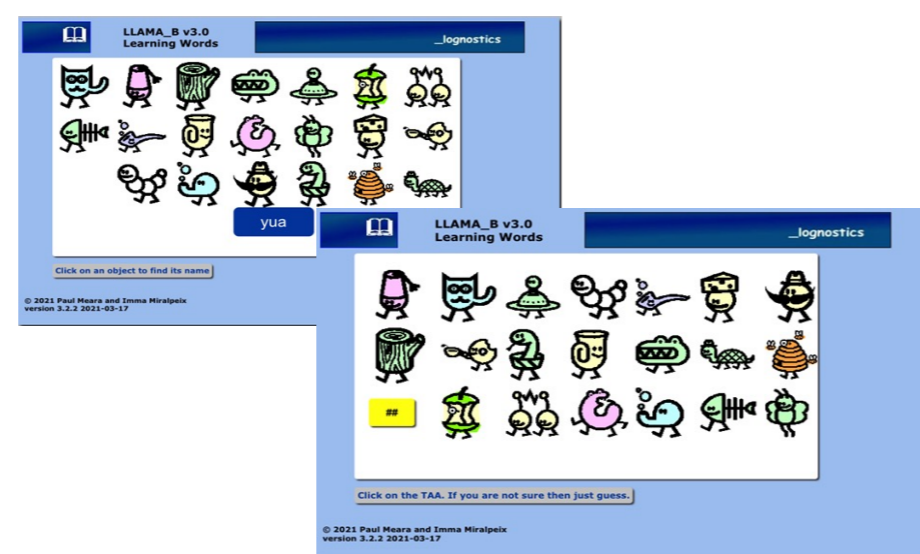 LLAMA_B v3.0
Learning Words
_lognostics
yua
Click on an object to find its name
© 2021 Paul Meara and Imma Miralpeix
version 3.2.2 2021-03-17
LLAMA_B v3.0
Learning Words
_lognostics
##
Click on the TAA. If you are not sure then just guess.
© 2021 Paul Meara and Imma Miralpeix
version 3.2.2 2021-03-17